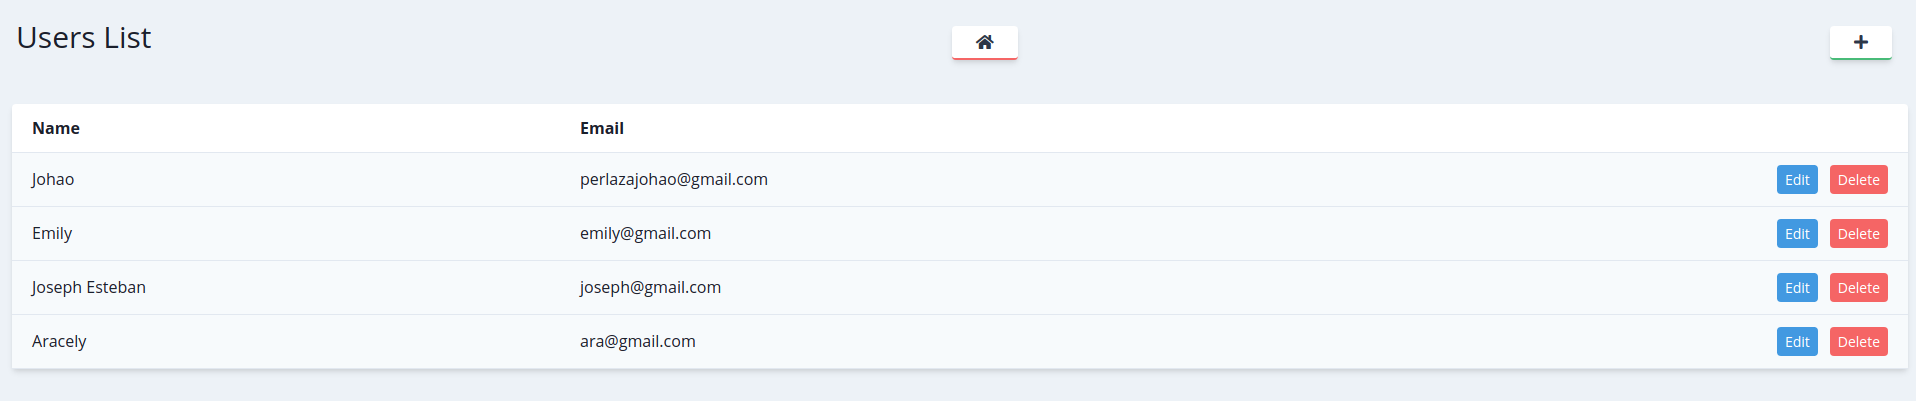 Users List
Name Email
Johao perlazajohao@gmail.com Edit Delete
Emily emily@gmail.com Edit Delete
Joseph Esteban joseph@gmail.com Edit Delete
Aracely ara@gmail.com Edit Delete